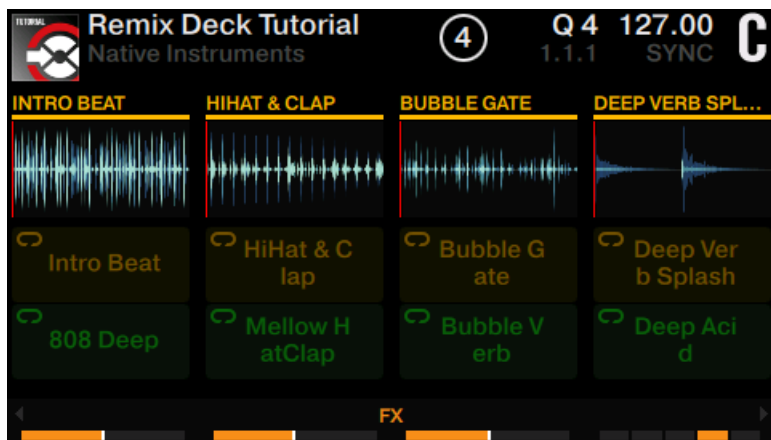 TUTORIAL
Remix Deck Tutorial
Native Instruments
4
Q 4 127.00
1.1.1 SYNC
C
INTRO BEAT HIHAT & CLAP BUBBLE GATE DEEP VERB SPL...
Intro Beat
HiHat & C
lap
Bubble G
ate
Deep Ver
b Splash
808 Deep
Mellow H
atClap
Bubble V
erb
Deep Aci
d
FX